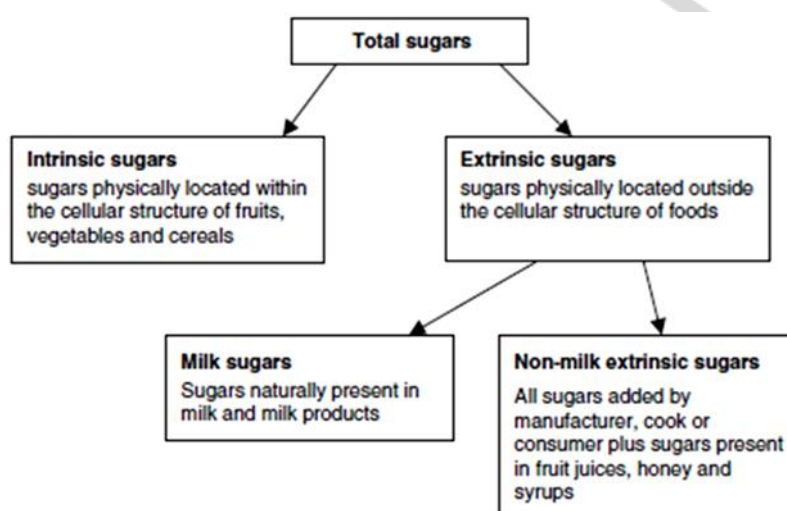 Total sugars
Intrinsic sugars
sugars physically located within
the cellular structure of fruits,
vegetables and cereals
Extrinsic sugars
sugars physically located outside
the cellular structure of foods
Milk sugars
Sugars naturally present in
milk and milk products
Non-milk extrinsic sugars
All sugars added by
manufacturer, cook or
consumer plus sugars present
in fruit juices, honey and
syrups